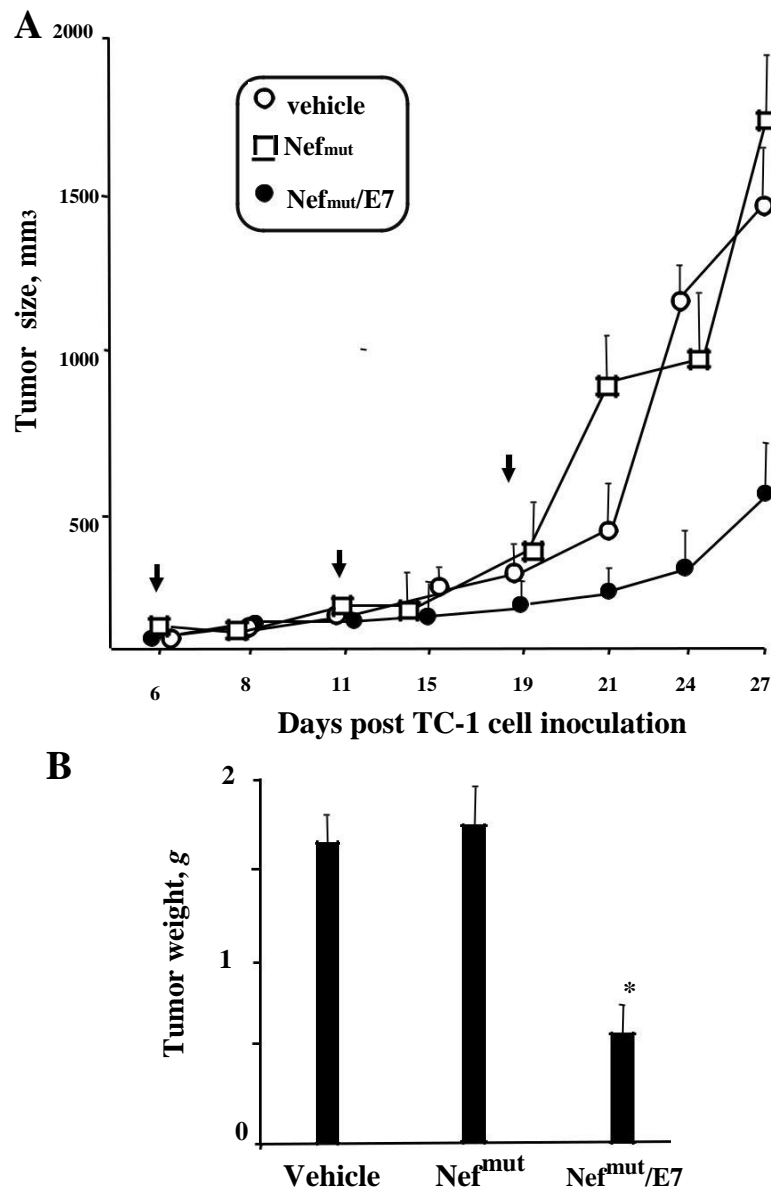 A
2000
1500
1000
500
Tumor size, mm3
vehicle
Nefmut
Nefmut/E7
6 8 11 15 19 21 24 27
Days post TC-1 cell inoculation
B
2
1
0
Tumor weight, g
*
Vehicle Nefmut Nefmut/E7